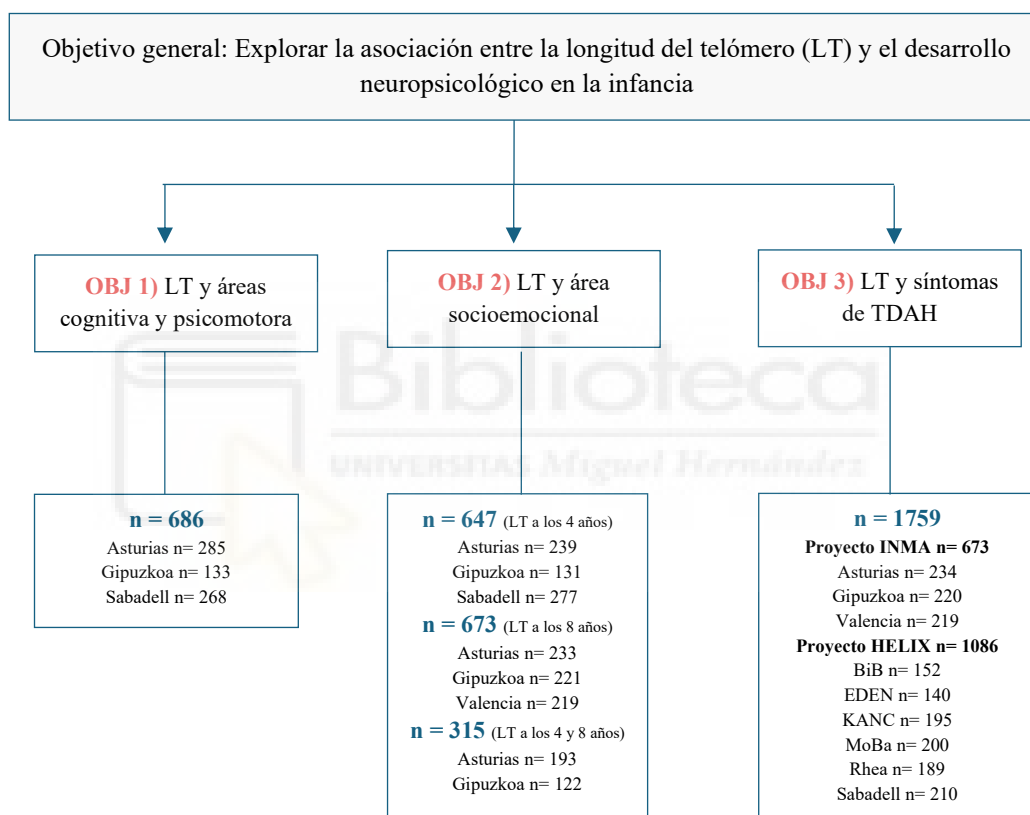 Objetivo general: Explorar la asociación entre la longitud del telómero (LT) y el desarrollo
neuropsicológico en la infancia
OBJ 1) LT y áreas
cognitiva y psicomotora
OBJ 2) LT y área
socioemocional
OBJ 3) LT y síntomas
de TDAH
Biblioteca
UNIVERSITAS Miguel Hernández
n = 686
Asturias n= 285
Gipuzkoa n= 133
Sabadell n= 268
n = 647 (LT a los 4 años)
Asturias n= 239
Gipuzkoa n= 131
Sabadell n= 277
n = 673 (LT a los 8 años)
Asturias n= 233
Gipuzkoa n= 221
Valencia n= 219
n = 315 (LT a los 4 y 8 años)
Asturias n= 193
Gipuzkoa n= 122
n = 1759
Proyecto INMA n= 673
Asturias n= 234
Gipuzkoa n= 220
Valencia n= 219
Proyecto HELIX n= 1086
BiB n= 152
EDEN n= 140
KANC n= 195
MoBa n= 200
Rhea n= 189
Sabadell n= 210